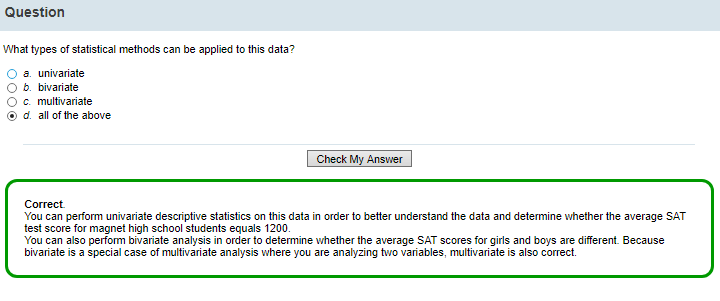 Question
What types of statistical methods can be applied to this data?
a. univariate
b. bivariate
c. multivariate
d. all of the above
Check My Answer
Correct.
You can perform univariate descriptive statistics on this data in order to better understand the data and determine whether the average SAT
test score for magnet high school students equals 1200.
You can also perform bivariate analysis in order to determine whether the average SAT scores for girls and boys are different. Because
bivariate is a special case of multivariate analysis where you are analyzing two variables, multivariate is also correct.